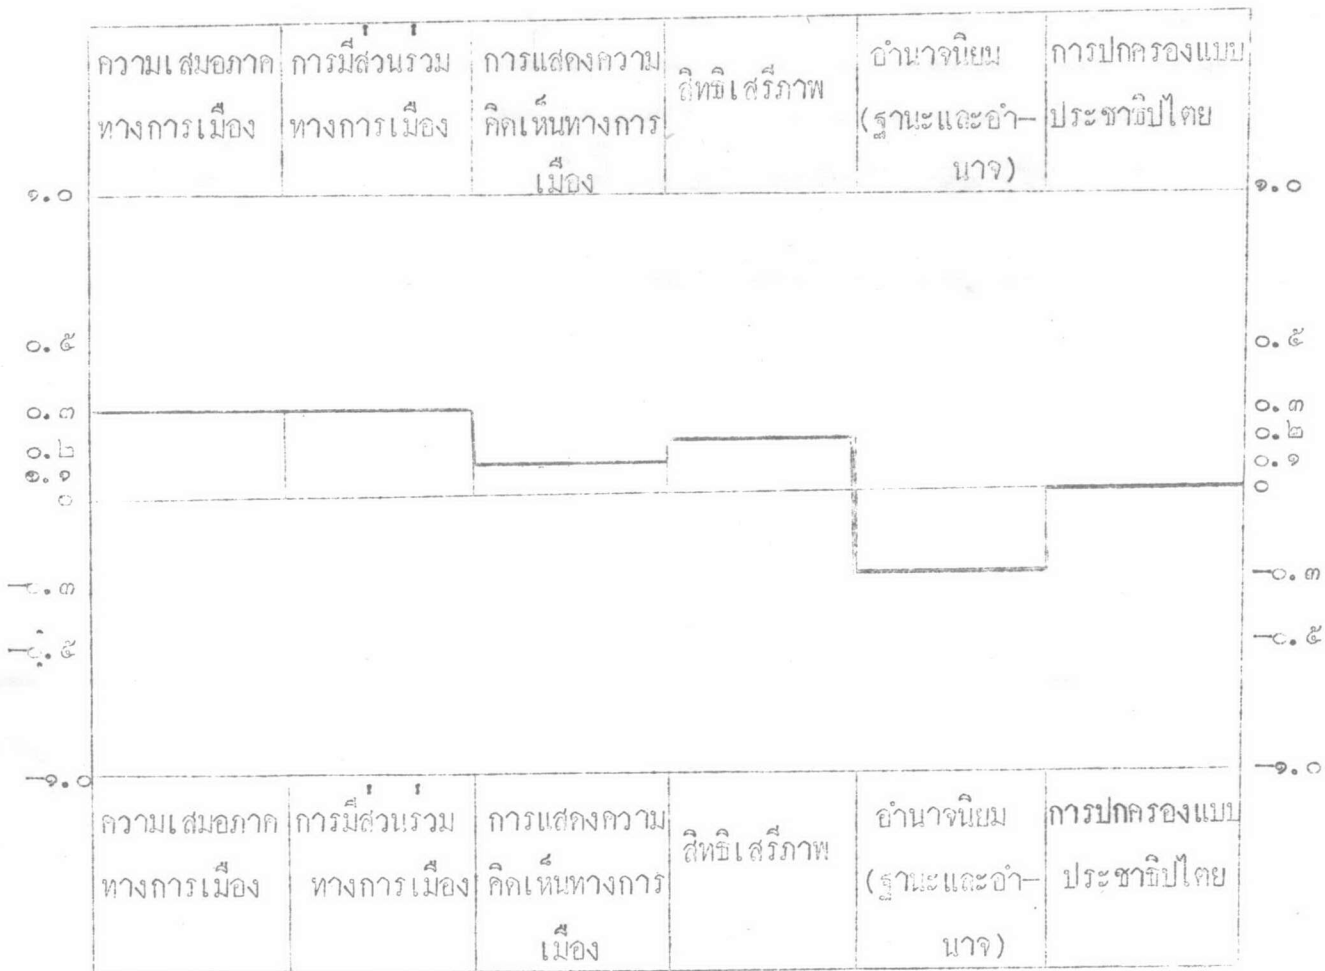 ความเสมอภาค
ทางการเมือง
การมีส่วนร่วม
ทางการเมือง
การแสดงความ
คิดเห็นทางการ
เมือง
สิทธิเสรีภาพ
อำนาจนิยม
(ฐานะและอำ-
นาจ)
การปกครองแบบ
ประชาธิปไตย
๑.๐
๐.๕
๐.๓
๐.๒
๐.๑
๐
-๐.๓
-๐.๕
-๑.๐
๑.๐
๐.๕
๐.๓
๐.๒
๐.๑
๐
-๐.๓
-๐.๕
-๑.๐
ความเสมอภาค
ทางการเมือง
การมีส่วนร่วม
ทางการเมือง
การแสดงความ
คิดเห็นทางการ
เมือง
สิทธิเสรีภาพ
อำนาจนิยม
(ฐานะและอำ-
นาจ)
การปกครองแบบ
ประชาธิปไตย